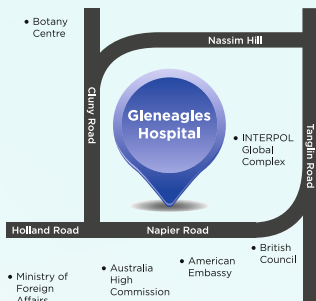 Botany
Centre
Nassim Hill
Cluny Road
Gleneagles
Hospital
Tanglin Road
INTERPOL
Global
Complex
Holland Road
Napier Road
British
Council
American
Embassy
Australia
High
Commission
Ministry of
Foreign
Affairs